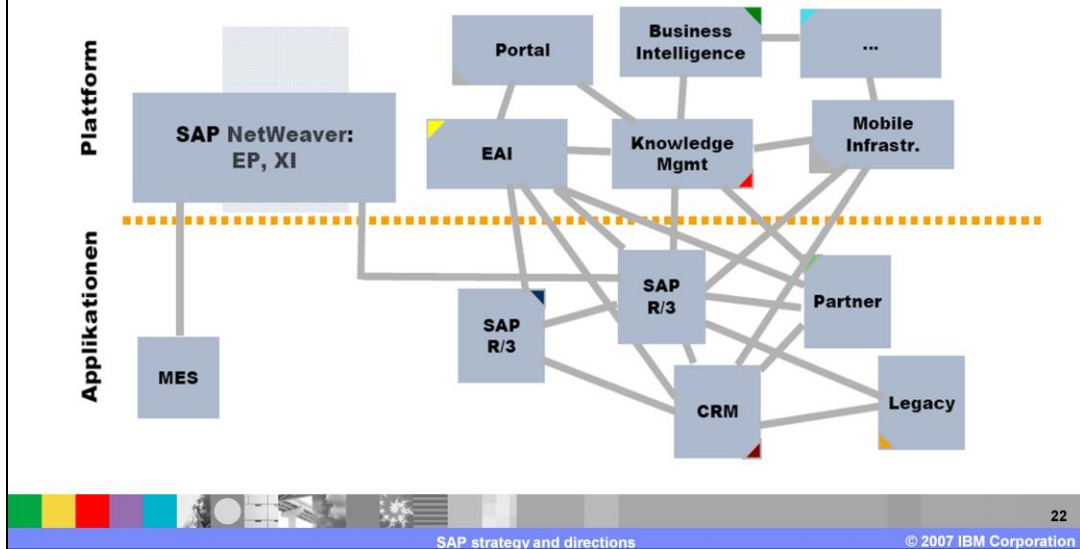 Plattform
Portal
Business
Intelligence
...
SAP NetWeaver:
EP, XI
EAI
Knowledge
Mgmt
Mobile
Infrastr.
Applikationen
MES
SAP
R/3
SAP
R/3
Partner
CRM
Legacy
22
SAP strategy and directions
© 2007 IBM Corporation